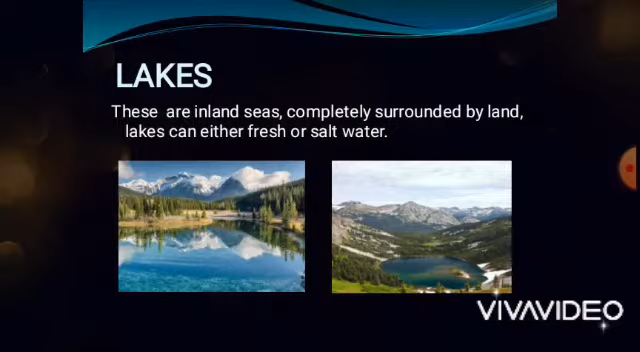 LAKES
These are inland seas, completely surrounded by land,
lakes can either fresh or salt water.
VIVAVIDEO